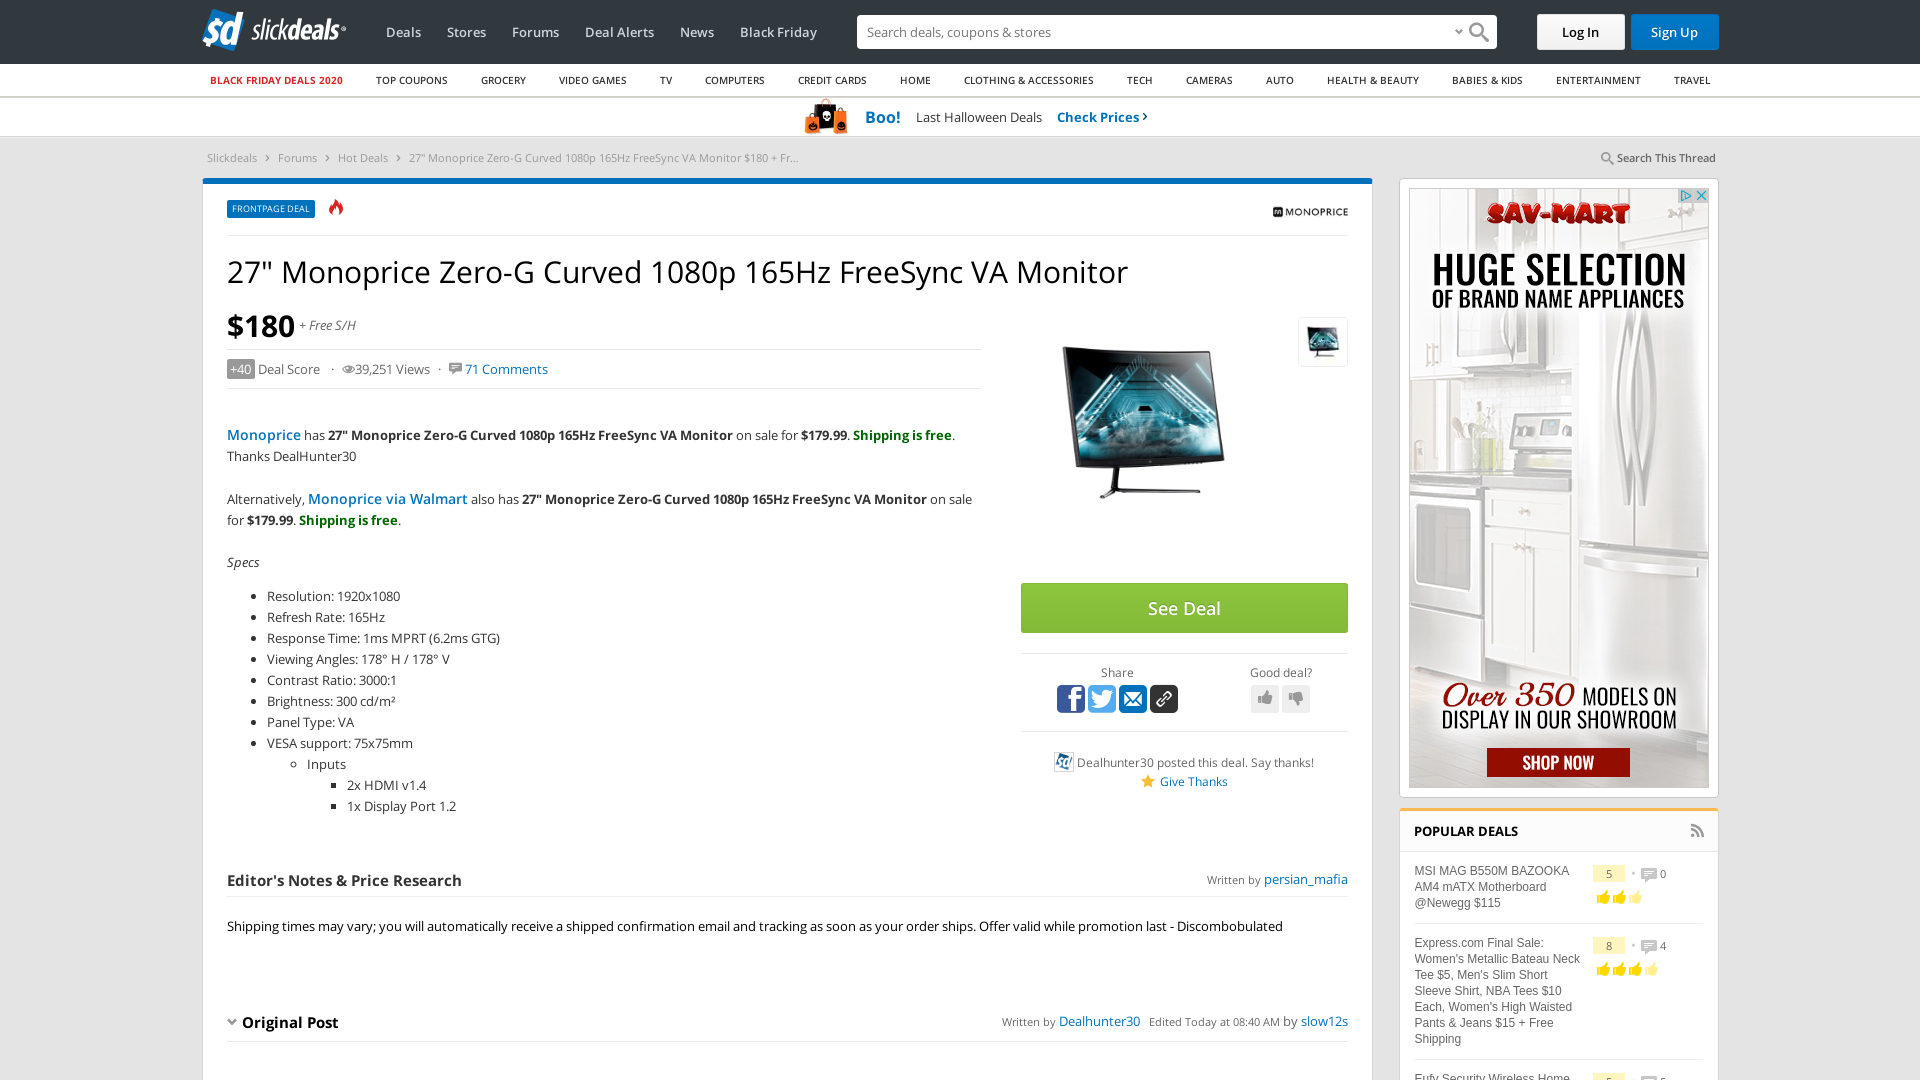 slickdeals
Deals
Stores
Forums
Deal Alerts
News
Black Friday
Search deals, coupons & stores
Log In
Sign Up
BLACK FRIDAY DEALS 2020
TOP COUPONS
GROCERY
VIDEO GAMES
TV
COMPUTERS
CREDIT CARDS
HOME
CLOTHING & ACCESSORIES
TECH
CAMERAS
AUTO
HEALTH & BEAUTY
BABIES & KIDS
ENTERTAINMENT
TRAVEL
Boo! Last Halloween Deals Check Prices ›
Slickdeals › Forums › Hot Deals › 27" Monoprice Zero-G Curved 1080p 165Hz FreeSync VA Monitor $180 + Fr...
Search This Thread
FRONTPAGE DEAL
MONOPRICE
27" Monoprice Zero-G Curved 1080p 165Hz FreeSync VA Monitor
$180 + Free S/H
+40 Deal Score · 39,251 Views · 71 Comments
Monoprice has 27" Monoprice Zero-G Curved 1080p 165Hz FreeSync VA Monitor on sale for $179.99. Shipping is free.
Thanks DealHunter30
Alternatively, Monoprice via Walmart also has 27" Monoprice Zero-G Curved 1080p 165Hz FreeSync VA Monitor on sale
for $179.99. Shipping is free.
Specs
Resolution: 1920x1080
Refresh Rate: 165Hz
Response Time: 1ms MPRT (6.2ms GTG)
Viewing Angles: 178° H / 178° V
Contrast Ratio: 3000:1
Brightness: 300 cd/m²
Panel Type: VA
VESA support: 75x75mm
Inputs
2x HDMI v1.4
1x Display Port 1.2
See Deal
Share
Good deal?
Dealhunter30 posted this deal. Say thanks!
Give Thanks
Editor's Notes & Price Research
Written by persian_mafia
Shipping times may vary; you will automatically receive a shipped confirmation email and tracking as soon as your order ships. Offer valid while promotion last - Discombobulated
Original Post
Written by Dealhunter30 Edited Today at 08:40 AM by slow12s
SAV-MART
HUGE SELECTION
OF BRAND NAME APPLIANCES
Over 350 MODELS ON
DISPLAY IN OUR SHOWROOM
SHOP NOW
POPULAR DEALS
MSI MAG B550M BAZOOKA
AM4 mATX Motherboard
@Newegg $115
5 • 0
Express.com Final Sale:
Women's Metallic Bateau Neck
Tee $5, Men's Slim Short
Sleeve Shirt, NBA Tees $10
Each, Women's High Waisted
Pants & Jeans $15 + Free
Shipping
8 • 4
Eufy Security Wireless Home
5 • 5